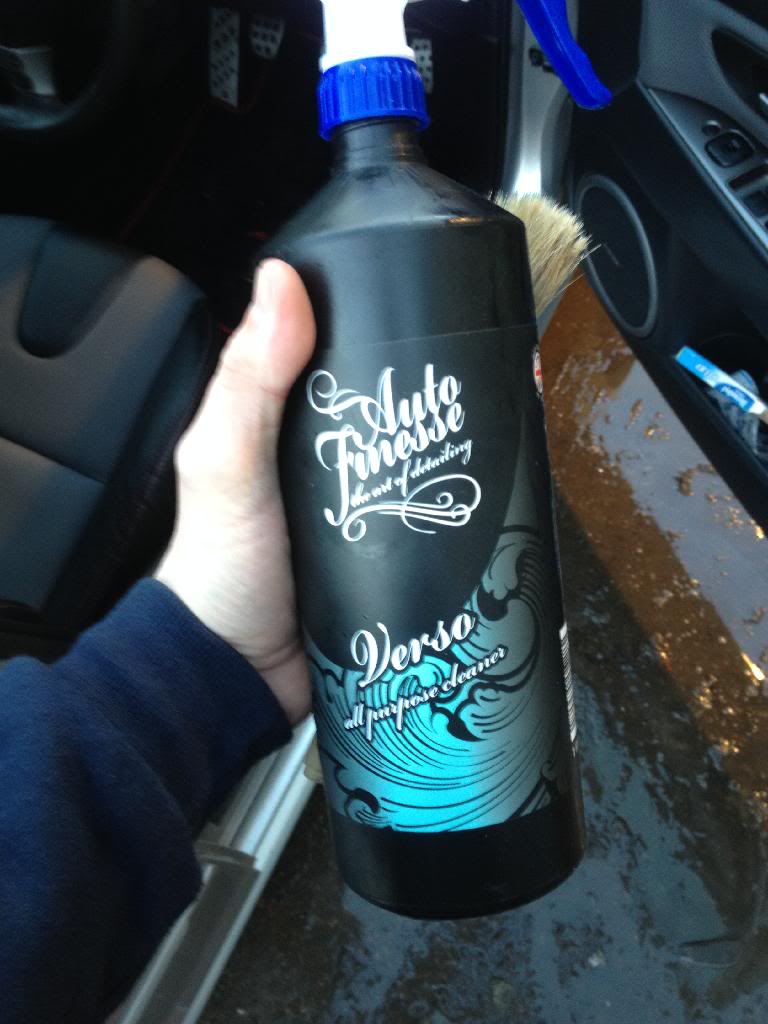 Auto
Finesse
the art of detailing
Verso
all purpose cleaner